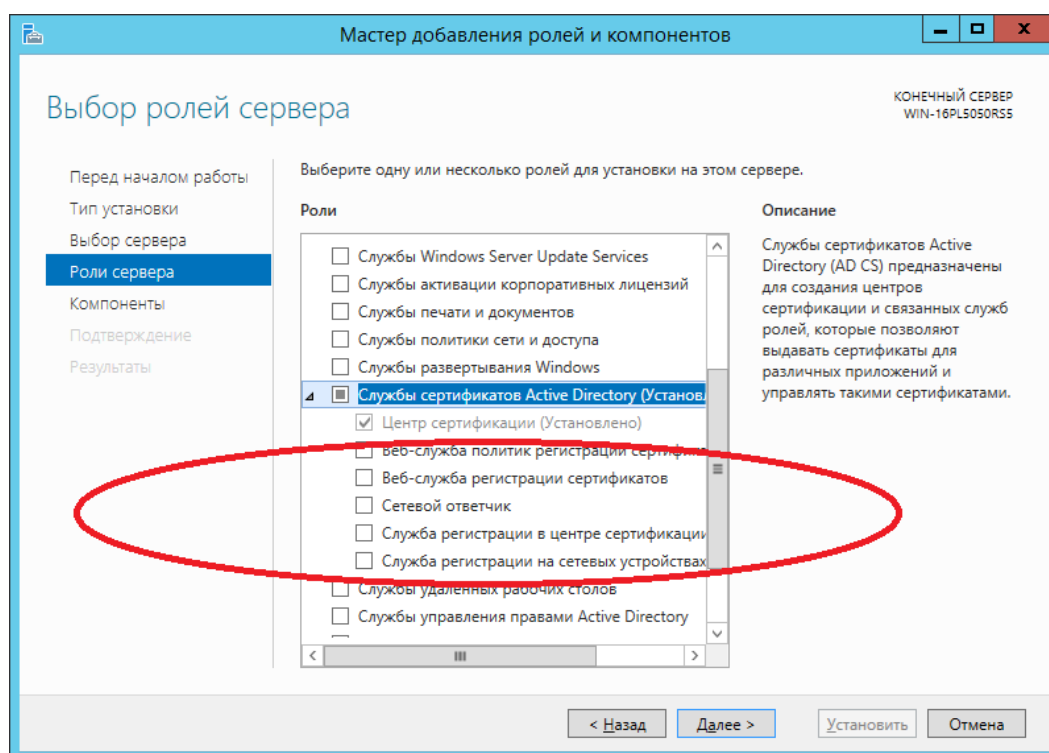 Мастер добавления ролей и компонентов
Выбор ролей сервера
КОНЕЧНЫЙ СЕРВЕР
WIN-16PL5050RS5
Перед началом работы
Тип установки
Выбор сервера
Роли сервера
Компоненты
Подтверждение
Результаты
Выберите одну или несколько ролей для установки на этом сервере.
Роли
Службы Windows Server Update Services
Службы активации корпоративных лицензий
Службы печати и документов
Службы политики сети и доступа
Службы развертывания Windows
Службы сертификатов Active Directory (Установл
Центр сертификации (Установлено)
Веб-служба политик регистрации сертифика
Веб-служба регистрации сертификатов
Сетевой ответчик
Служба регистрации в центре сертификации
Служба регистрации на сетевых устройствах
Службы удаленных рабочих столов
Службы управления правами Active Directory
Описание
Службы сертификатов Active
Directory (AD CS) предназначены
для создания центров
сертификации и связанных служб
ролей, которые позволяют
выдавать сертификаты для
различных приложений и
управлять такими сертификатами.
< Назад
Далее >
Установить
Отмена